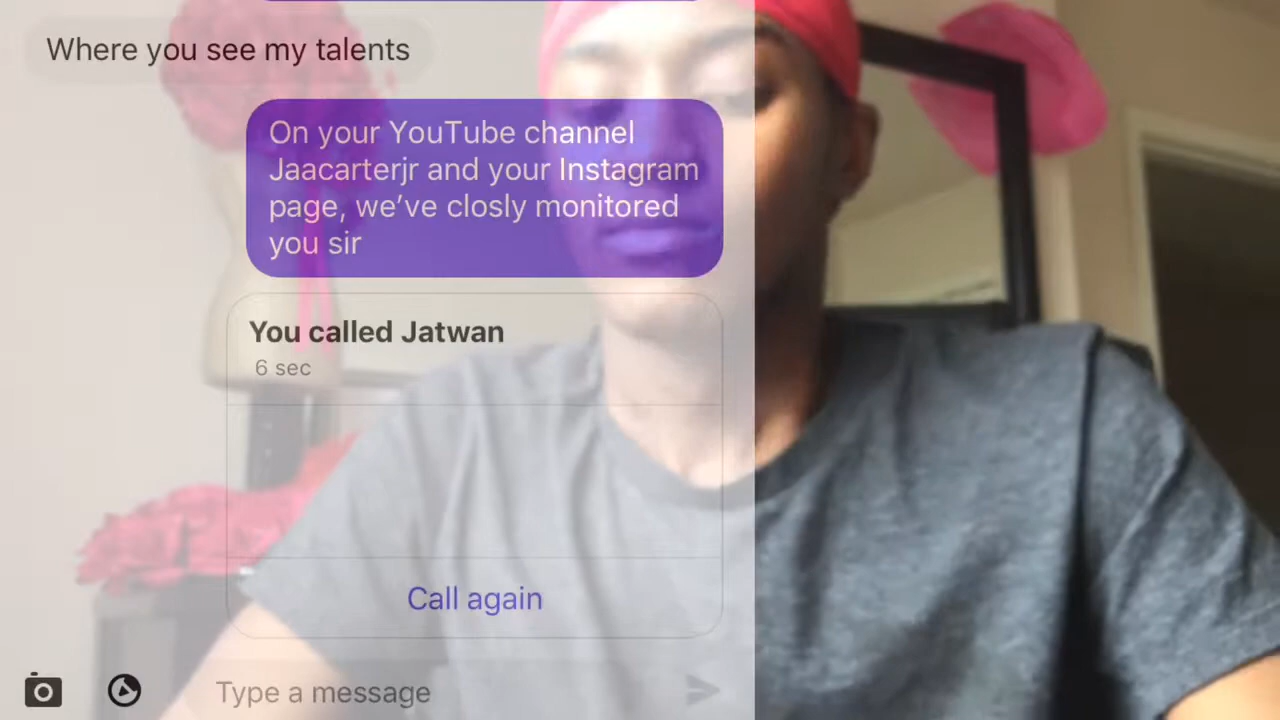 Where you see my talents
On your YouTube channel
Jaacarterjr and your Instagram
page, we've closly monitored
you sir
You called Jatwan
6 sec
Call again
Type a message